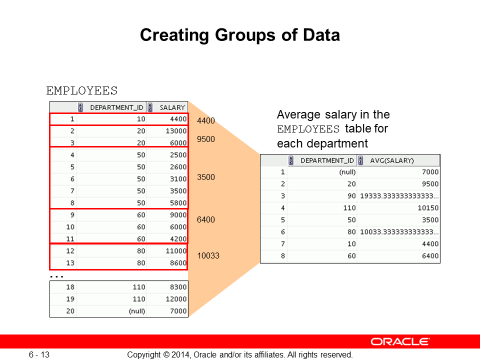 Creating Groups of Data
EMPLOYEES
DEPARTMENT_ID SALARY
1 10 4400
2 20 13000
3 20 6000
4 50 2500
5 50 2600
6 50 3100
7 50 3500
8 50 5800
9 60 9000
10 60 6000
11 60 4200
12 80 11000
13 80 8600
...
18 110 8300
19 110 12000
20 (null) 7000
4400
9500
3500
6400
10033
Average salary in the
EMPLOYEES table for
each department
DEPARTMENT_ID AVG(SALARY)
1 (null) 7000
2 20 9500
3 90 19333.333333333333...
4 110 10150
5 50 3500
6 80 10033.333333333333...
7 10 4400
8 60 6400
ORACLE
6 - 13 Copyright © 2014, Oracle and/or its affiliates. All rights reserved.